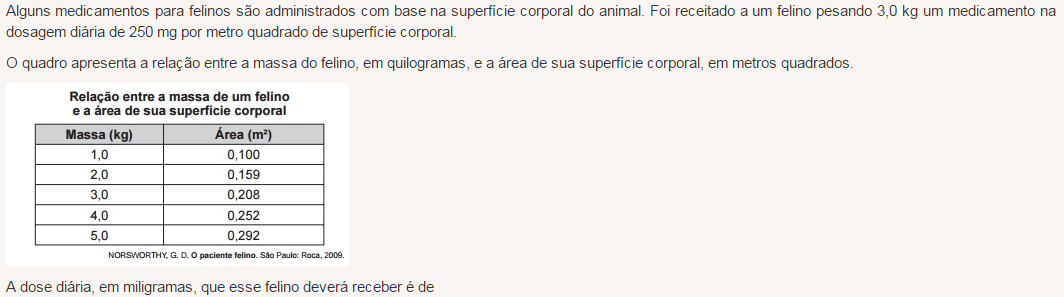 Alguns medicamentos para felinos são administrados com base na superfície corporal do animal. Foi receitado a um felino pesando 3,0 kg um medicamento na
dosagem diária de 250 mg por metro quadrado de superfície corporal.
O quadro apresenta a relação entre a massa do felino, em quilogramas, e a área de sua superfície corporal, em metros quadrados.
Relação entre a massa de um felino
e a área de sua superfície corporal
Massa (kg) Área (m²)
1,0 0,100
2,0 0,159
3,0 0,208
4,0 0,252
5,0 0,292
NORSWORTHY, G. D. O paciente felino. São Paulo: Roca, 2009.
A dose diária, em miligramas, que esse felino deverá receber é de